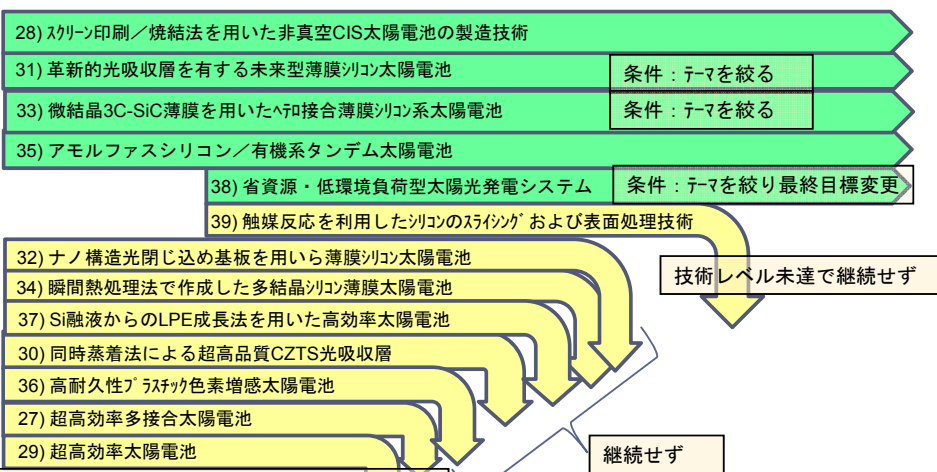 28) ｽｸﾘｰﾝ印刷／焼結法を用いた非真空CIS太陽電池の製造技術
31) 革新的光吸収層を有する未来型薄膜ｼﾘｺﾝ太陽電池
条件：ﾃｰﾏを絞る
33) 微結晶3C-SiC薄膜を用いたﾍﾃﾛ接合薄膜ｼﾘｺﾝ系太陽電池
条件：ﾃｰﾏを絞る
35) アモルファスシリコン／有機系タンデム太陽電池
38) 省資源・低環境負荷型太陽光発電システム
条件：ﾃｰﾏを絞り最終目標変更
39) 触媒反応を利用したｼﾘｺﾝのｽﾗｲｼﾝｸﾞおよび表面処理技術
32) ナノ構造光閉じ込め基板を用いら薄膜ｼﾘｺﾝ太陽電池
技術レベル未達で継続せず
34) 瞬間熱処理法で作成した多結晶ｼﾘｺﾝ薄膜太陽電池
37) Si融液からのLPE成長法を用いた高効率太陽電池
30) 同時蒸着法による超高品質CZTS光吸収層
36) 高耐久性ﾌﾟﾗｽﾁｯｸ色素増感太陽電池
27) 超高効率多接合太陽電池
29) 超高効率太陽電池
継続せず